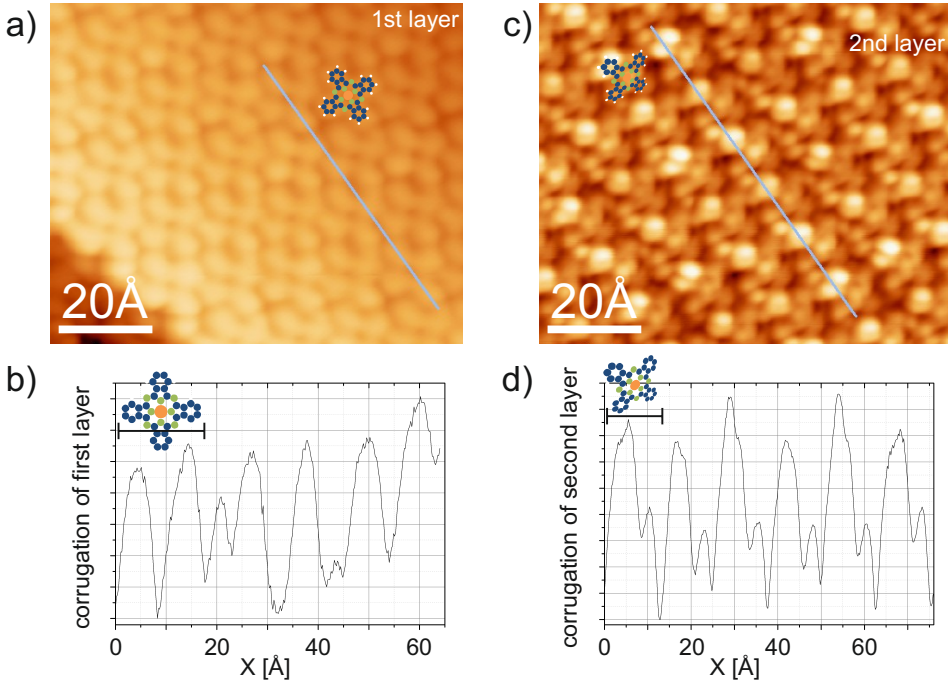 a)
1st layer
20Å
c)
2nd layer
20Å
b)
corrugation of first layer
0 20 40 60
X [Å]
d)
corrugation of second layer
0 20 40 60
X [Å]